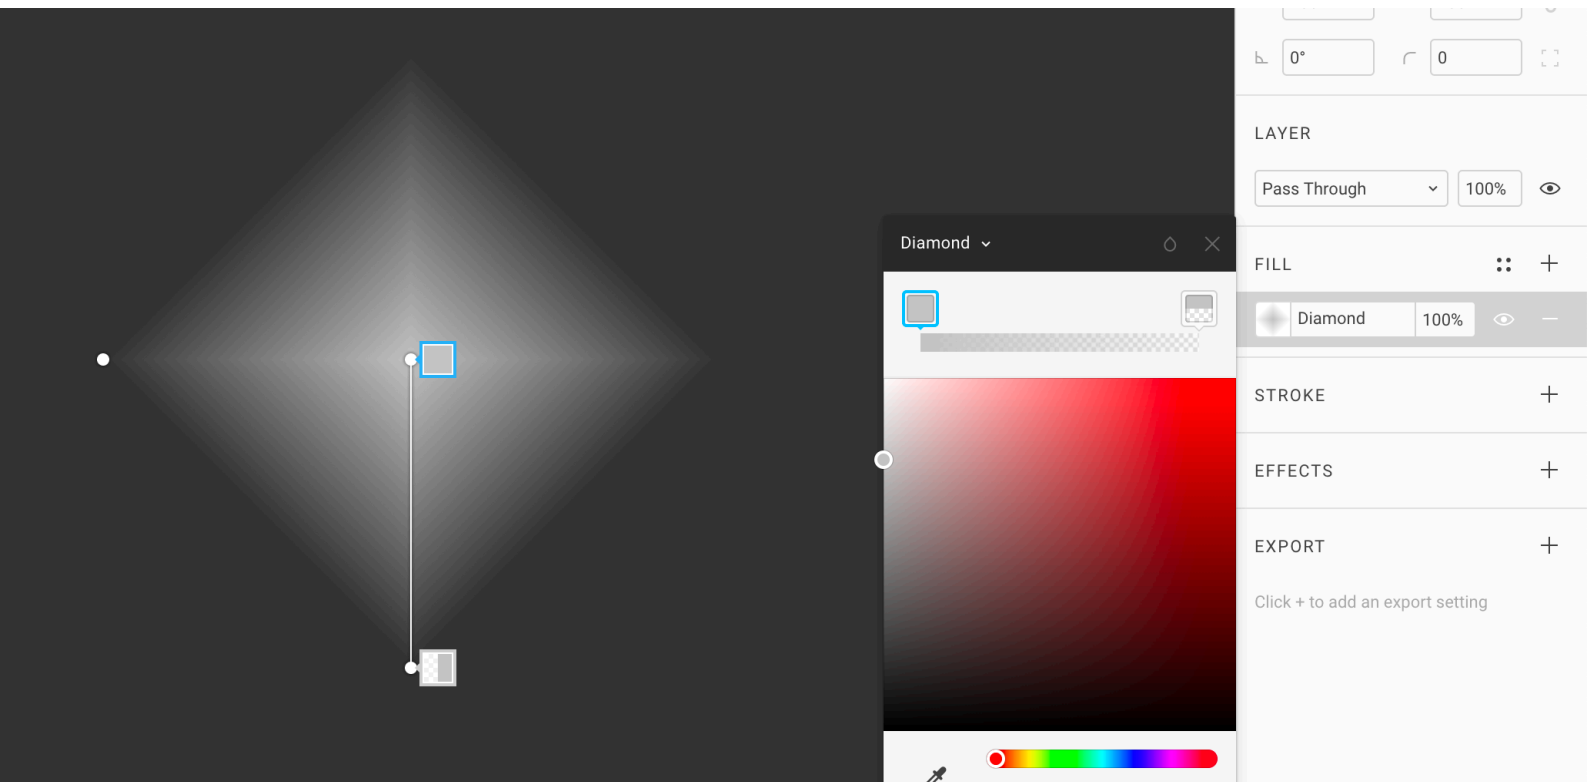 0°
0
LAYER
Pass Through
100%
Diamond
FILL
Diamond
100%
STROKE
EFFECTS
EXPORT
Click + to add an export setting